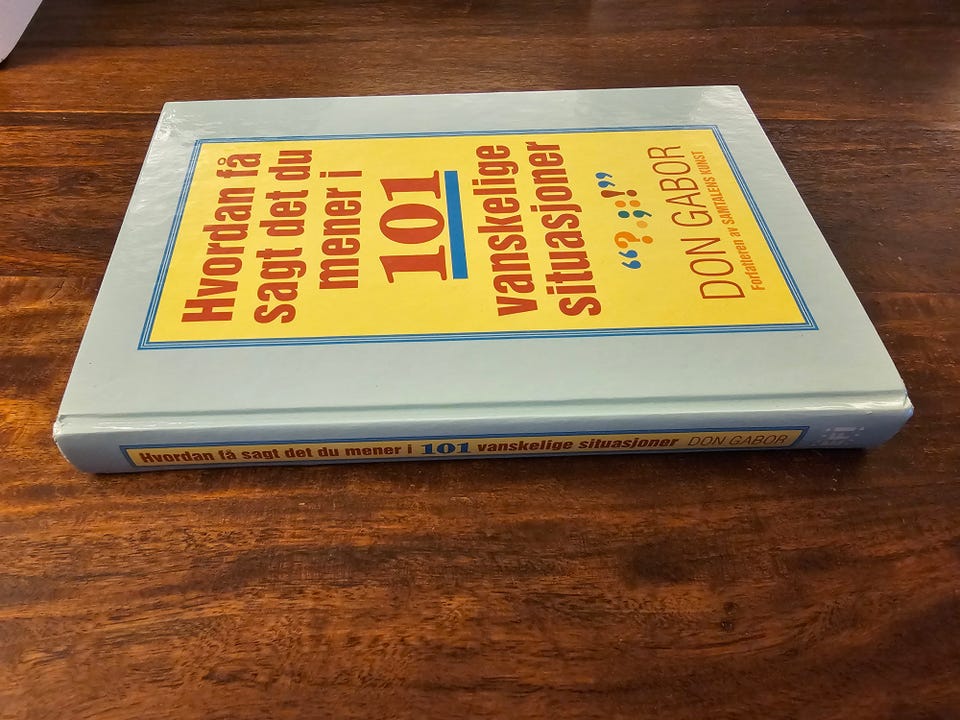 Hvordan få
sagt det du
mener i
101
vanskelige
situasjoner
“?.;:!”
DON GABOR
Forfatteren av SAMTALENS KUNST
Hvordan få sagt det du mener i 101 vanskelige situasjoner DON GABOR